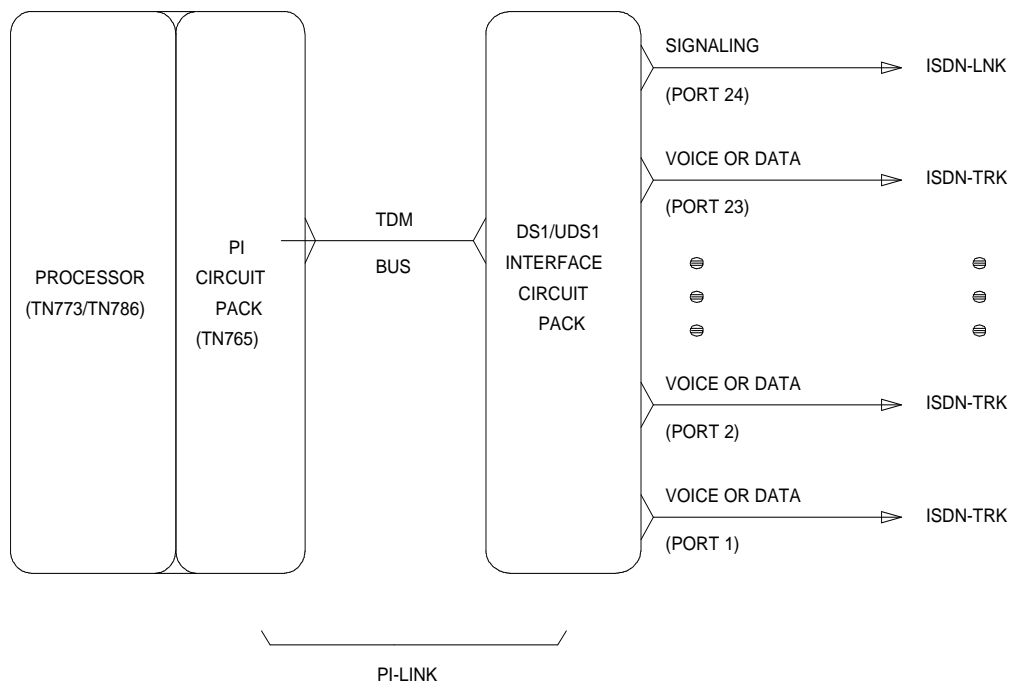 SIGNALING
ISDN-LNK
(PORT 24)
VOICE OR DATA
ISDN-TRK
(PORT 23)
TDM
BUS
PI
CIRCUIT
PACK
(TN765)
PROCESSOR
(TN773/TN786)
DS1/UDS1
INTERFACE
CIRCUIT
PACK
VOICE OR DATA
ISDN-TRK
(PORT 2)
VOICE OR DATA
ISDN-TRK
(PORT 1)
PI-LINK